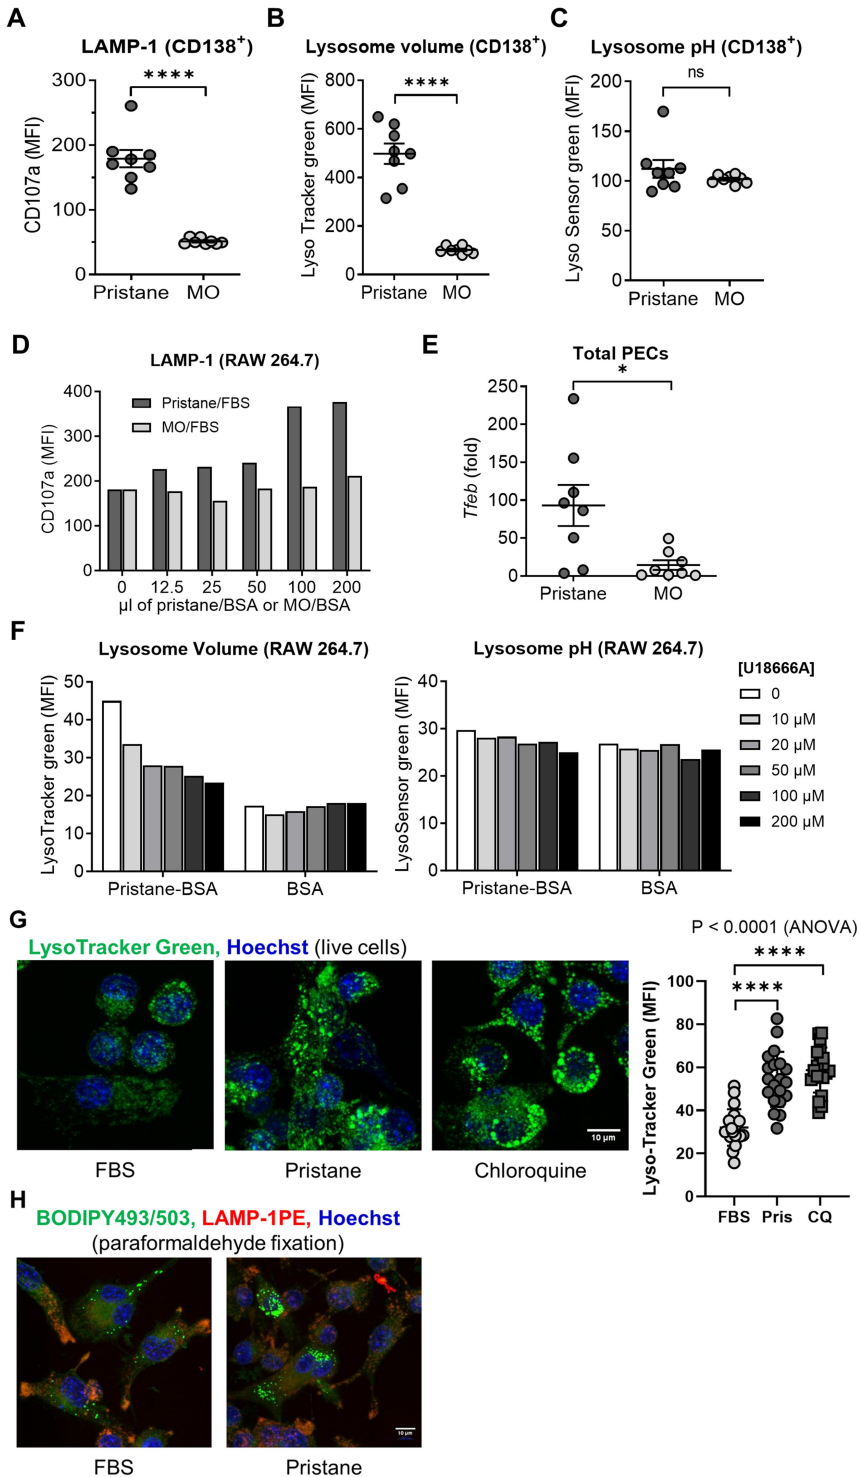 A
LAMP-1 (CD138+)
CD107a (MFI)
300
200
100
0
****
Pristane
MO
B
Lysosome volume (CD138+)
Lyso Tracker green (MFI)
800
600
400
200
0
****
Pristane
MO
C
Lysosome pH (CD138+)
Lyso Sensor green (MFI)
200
150
100
50
0
ns
Pristane
MO
D
LAMP-1 (RAW 264.7)
CD107a (MFI)
400
300
200
100
0
Pristane/FBS
MO/FBS
0 12.5 25 50 100 200
µl of pristane/BSA or MO/BSA
E
Total PECs
Tfeb (fold)
250
200
150
100
50
0
*
Pristane
MO
F
Lysosome Volume (RAW 264.7)
LysoTracker green (MFI)
50
40
30
20
10
0
Pristane-BSA
BSA
Lysosome pH (RAW 264.7)
LysoSensor green (MFI)
40
30
20
10
0
Pristane-BSA
BSA
[U18666A]
0
10 µM
20 µM
50 µM
100 µM
200 µM
G
LysoTracker Green, Hoechst (live cells)
10 µm
FBS
Pristane
Chloroquine
P < 0.0001 (ANOVA)
****
****
Lyso-Tracker Green (MFI)
100
80
60
40
20
0
FBS Pris CQ
H
BODIPY493/503, LAMP-1PE, Hoechst
(paraformaldehyde fixation)
10 µm
FBS
Pristane